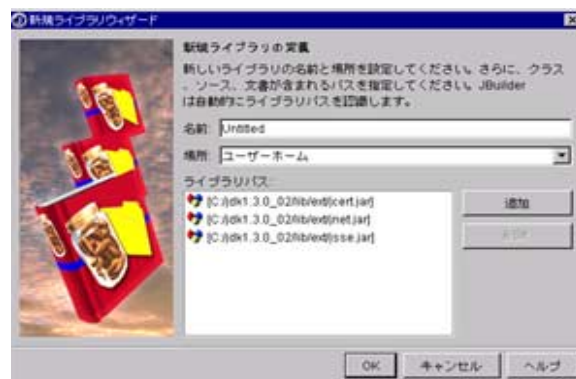 新規ライブラリウィザード
新規ライブラリの定義
新しいライブラリの名前と場所を設定してください。さらに、クラス
、ソース、文書が含まれるパスを指定してください。JBuilder
は自動的にライブラリパスを認識します。
名前: Untitled
場所: ユーザーホーム
ライブラリパス:
[C:/jdk1.3.0_02/lib/ext/jcert.jar]
[C:/jdk1.3.0_02/lib/ext/jnet.jar]
[C:/jdk1.3.0_02/lib/ext/jsse.jar]
追加
OK
キャンセル
ヘルプ